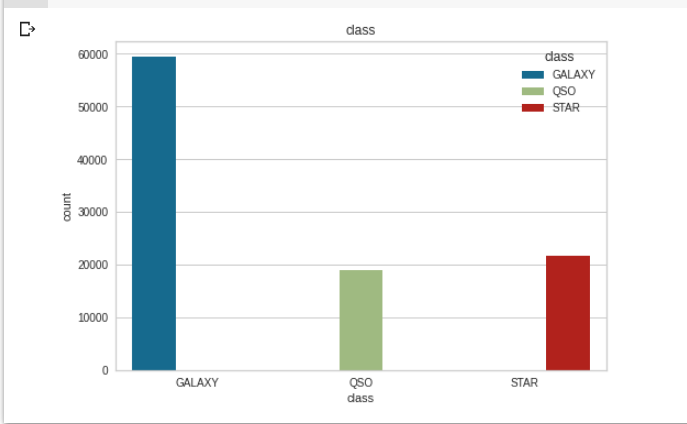 class
60000
50000
40000
30000
20000
10000
0
count
class
GALAXY
QSO
STAR
GALAXY QSO STAR
class